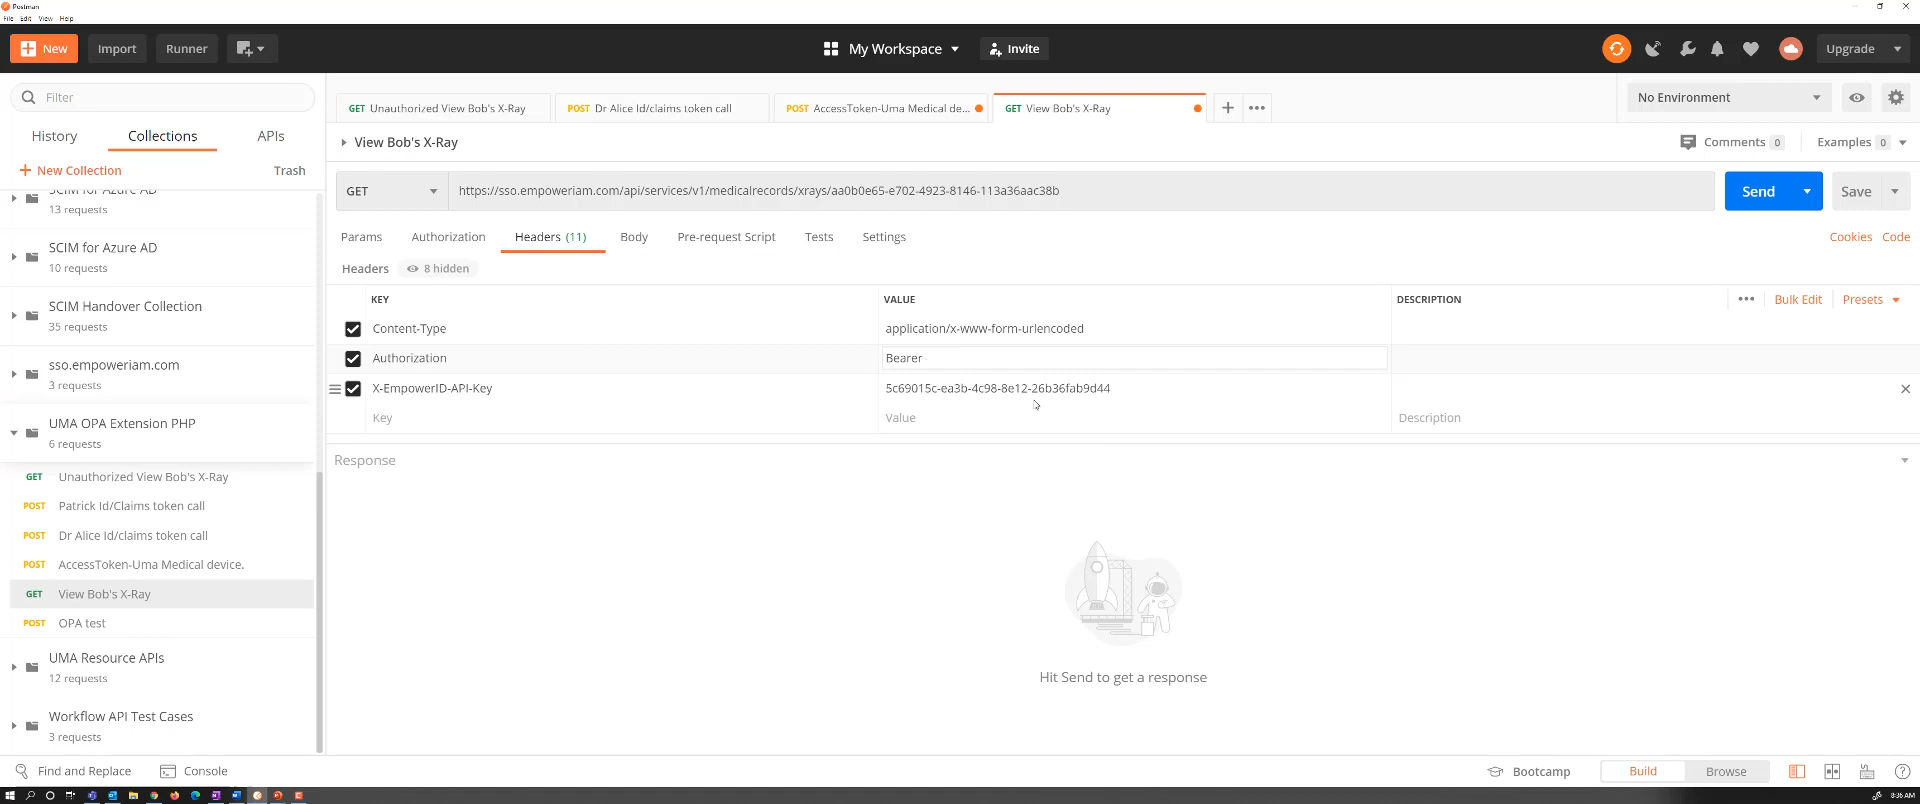 Postman
File Edit View Help
New
Import
Runner
My Workspace
Invite
Upgrade
Filter
History
Collections
APIs
New Collection
Trash
SCIM for Azure AD
13 requests
SCIM for Azure AD
10 requests
SCIM Handover Collection
35 requests
sso.empoweriam.com
3 requests
UMA OPA Extension PHP
6 requests
GET Unauthorized View Bob's X-Ray
POST Patrick Id/Claims token call
POST Dr Alice Id/claims token call
POST AccessToken-Uma Medical device.
GET View Bob's X-Ray
POST OPA test
UMA Resource APIs
12 requests
Workflow API Test Cases
3 requests
GET Unauthorized View Bob's X-Ray
POST Dr Alice Id/claims token call
POST AccessToken-Uma Medical de...
GET View Bob's X-Ray
No Environment
View Bob's X-Ray
Comments 0
Examples 0
GET
https://sso.empoweriam.com/api/services/v1/medicalrecords/xrays/aa0b0e65-e702-4923-8146-113a36aac38b
Send
Save
Params
Authorization
Headers (11)
Body
Pre-request Script
Tests
Settings
Cookies
Code
Headers
8 hidden
KEY
VALUE
DESCRIPTION
Bulk Edit
Presets
Content-Type
application/x-www-form-urlencoded
Authorization
Bearer
X-EmpowerID-API-Key
5c69015c-ea3b-4c98-8e12-26b36fab9d44
Key
Value
Description
Response
Hit Send to get a response
Find and Replace
Console
Bootcamp
Build
Browse
8:36 AM